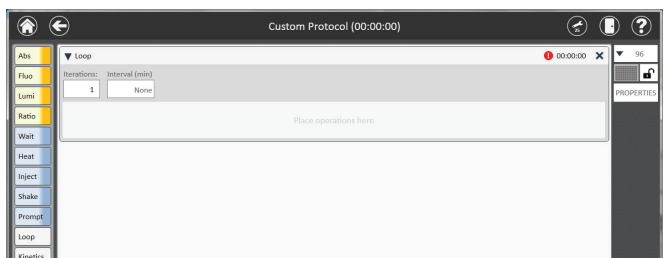 Custom Protocol (00:00:00)
?
Abs
Fluo
Lumi
Ratio
Wait
Heat
Inject
Shake
Prompt
Loop
Kinetics
Loop
00:00:00
Iterations: Interval (min)
1 None
Place operations here
96
PROPERTIES